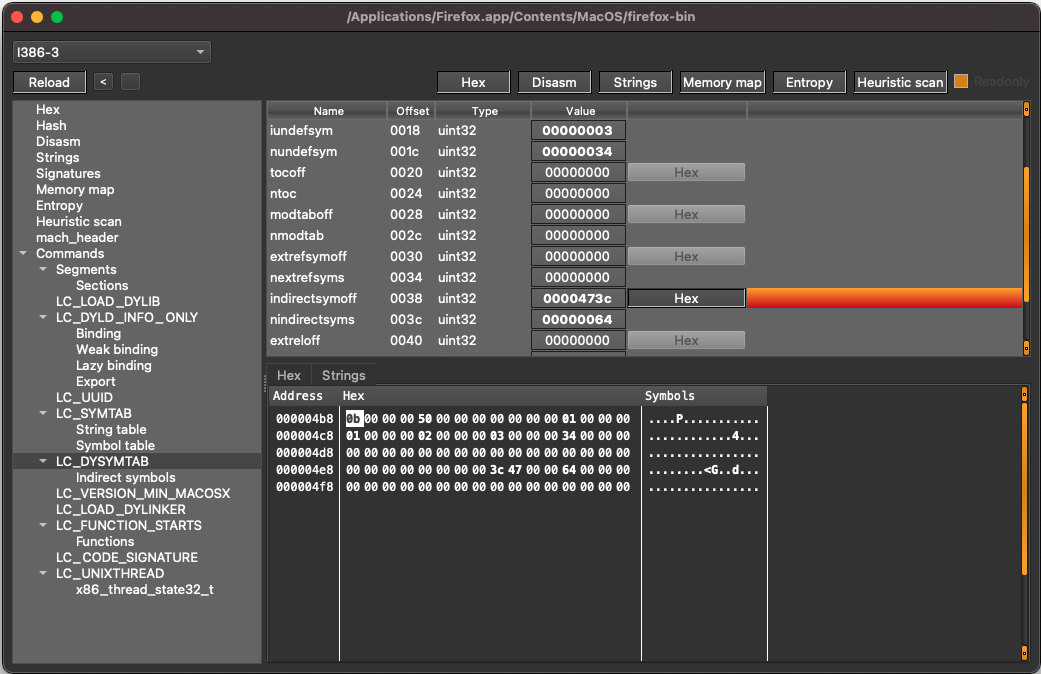 /Applications/Firefox.app/Contents/MacOS/firefox-bin
I386-3
Reload < Hex Disasm Strings Memory map Entropy Heuristic scan Readonly
Hex
Hash
Disasm
Strings
Signatures
Memory map
Entropy
Heuristic scan
mach_header
Commands
Segments
Sections
LC_LOAD_DYLIB
LC_DYLD_INFO_ONLY
Binding
Weak binding
Lazy binding
Export
LC_UUID
LC_SYMTAB
String table
Symbol table
LC_DYSYMTAB
Indirect symbols
LC_VERSION_MIN_MACOSX
LC_LOAD_DYLINKER
LC_FUNCTION_STARTS
Functions
LC_CODE_SIGNATURE
LC_UNIXTHREAD
x86_thread_state32_t
Name Offset Type Value
iundefsym 0018 uint32 00000003
nundefsym 001c uint32 00000034
tocoff 0020 uint32 00000000 Hex
ntoc 0024 uint32 00000000
modtaboff 0028 uint32 00000000 Hex
nmodtab 002c uint32 00000000
extrefsymoff 0030 uint32 00000000 Hex
nextrefsyms 0034 uint32 00000000
indirectsymoff 0038 uint32 0000473c Hex
nindirectsyms 003c uint32 00000064
extreloff 0040 uint32 00000000 Hex
Hex Strings
Address Hex Symbols
000004b8 0b 00 00 00 50 00 00 00 00 00 00 00 01 00 00 00 ....P...........
000004c8 01 00 00 00 02 00 00 00 03 00 00 00 34 00 00 00 ............4...
000004d8 00 00 00 00 00 00 00 00 00 00 00 00 00 00 00 00 ................
000004e8 00 00 00 00 00 00 00 00 3c 47 00 00 64 00 00 00 ........<G..d...
000004f8 00 00 00 00 00 00 00 00 00 00 00 00 00 00 00 00 ................